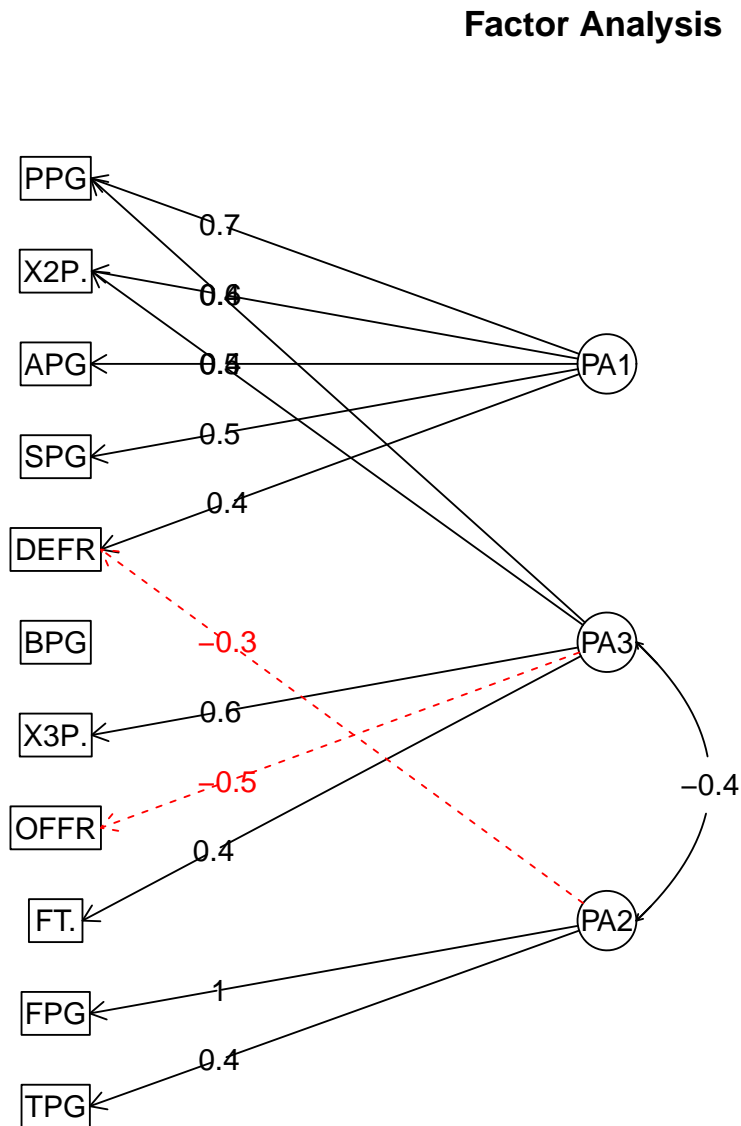 Factor Analysis
PPG
0.7
X2P.
APG
PA1
SPG
0.5
0.4
DEFR
BPG
−0.3
PA3
X3P.
0.6
−0.5
−0.4
OFFR
0.4
FT.
PA2
FPG
1
0.4
TPG